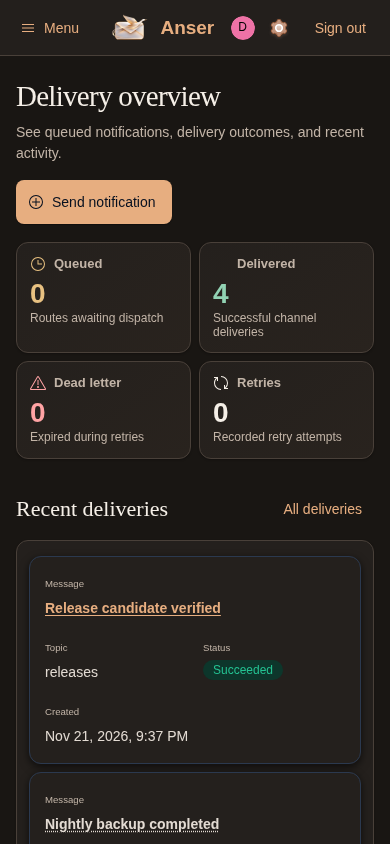 Menu
Anser
D
Sign out
Delivery overview
See queued notifications, delivery outcomes, and recent
activity.
Send notification
Queued
0
Routes awaiting dispatch
Delivered
4
Successful channel
deliveries
Dead letter
0
Expired during retries
Retries
0
Recorded retry attempts
Recent deliveries
All deliveries
Message
Release candidate verified
Topic
Status
releases
Succeeded
Created
Nov 21, 2026, 9:37 PM
Message
Nightly backup completed